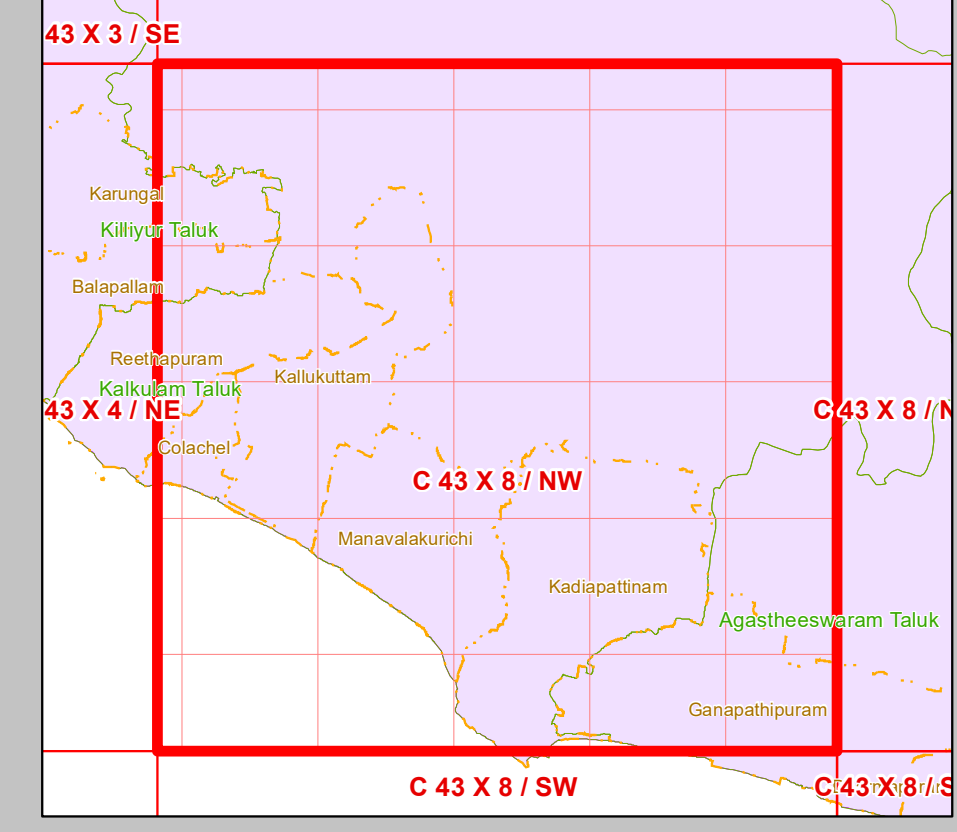 43 X 3 / SE
Karungal
Killiyur Taluk
Balapallam
Reethapuram
Kallukuttam
Kalkulam Taluk
43 X 4 / NE
C 43 X 8 / N
Colachel
C 43 X 8 / NW
Manavalakurichi
Kadiapattinam
Agastheeswaram Taluk
Ganapathipuram
C 43 X 8 / SW
C 43 X 8 / S